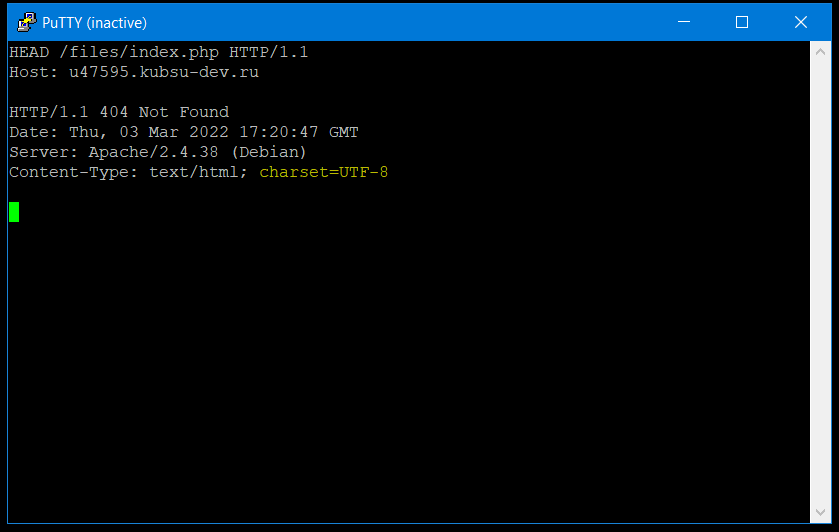 PuTTY (inactive)
HEAD /files/index.php HTTP/1.1
Host: u47595.kubsu-dev.ru
HTTP/1.1 404 Not Found
Date: Thu, 03 Mar 2022 17:20:47 GMT
Server: Apache/2.4.38 (Debian)
Content-Type: text/html; charset=UTF-8